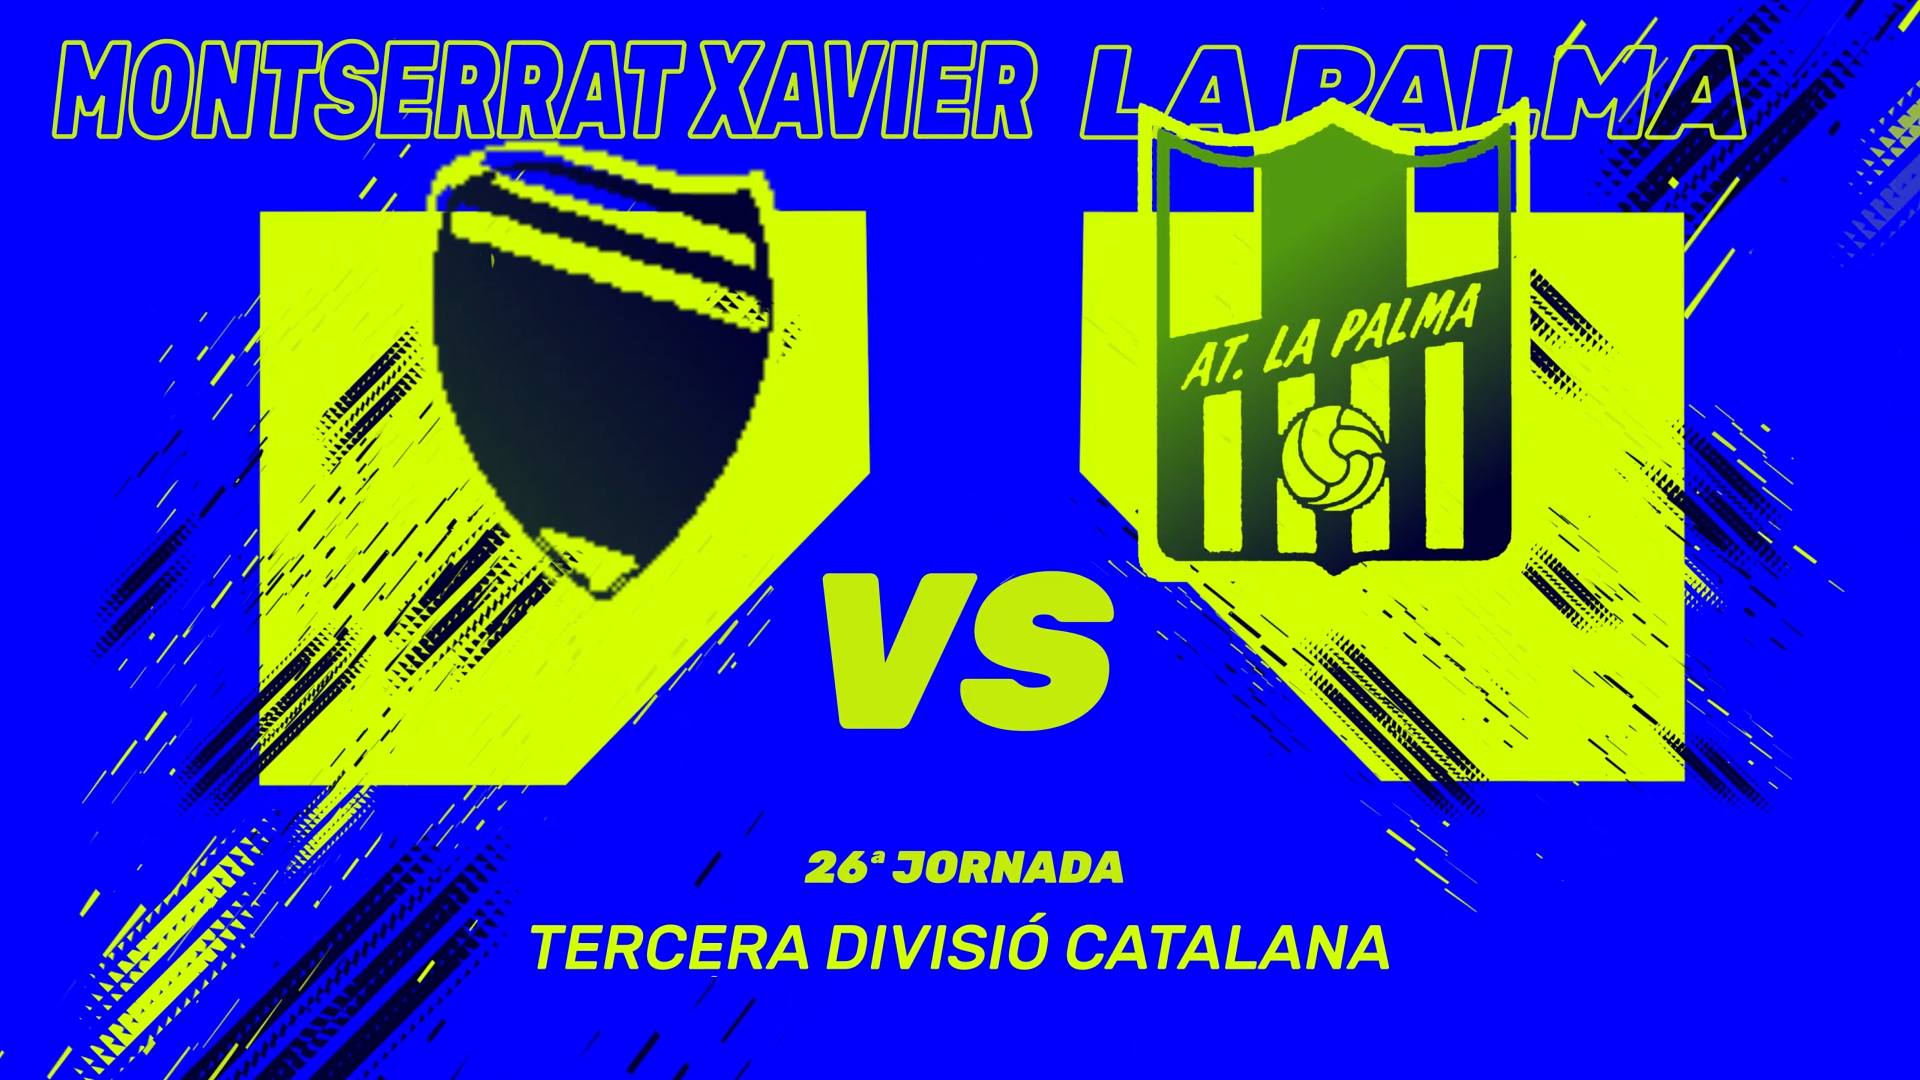 MONTSERRAT XAVIER
LA PALMA
AT. LA PALMA
VS
26ª JORNADA
TERCERA DIVISIÓ CATALANA